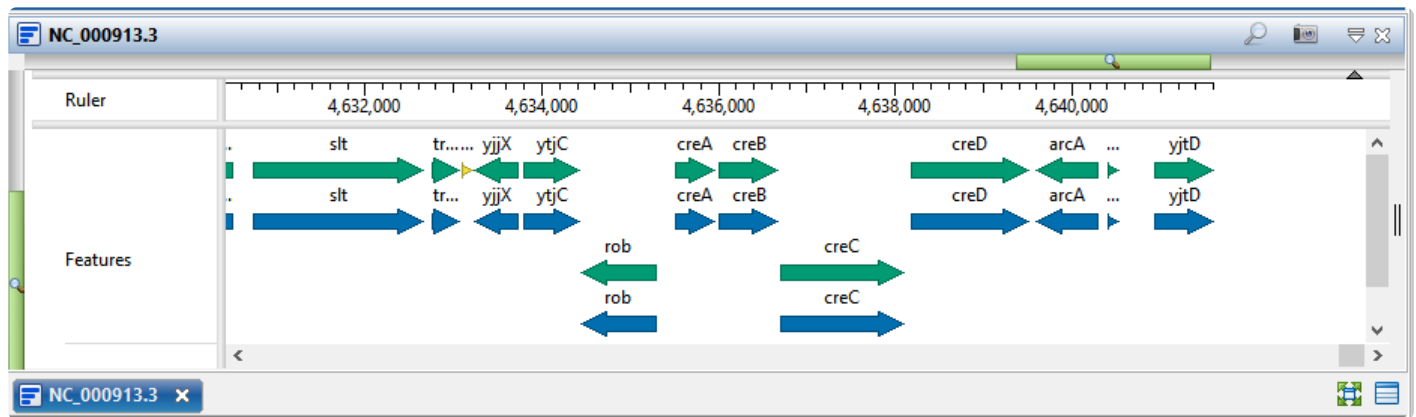 NC_000913.3
Ruler
4,632,000 4,634,000 4,636,000 4,638,000 4,640,000
Features
.. slt tr... ... yjjX ytjC creA creB creD arcA ... yjtD
.. slt tr... yjjX ytjC creA creB creD arcA ... yjtD
rob creC
rob creC
NC_000913.3